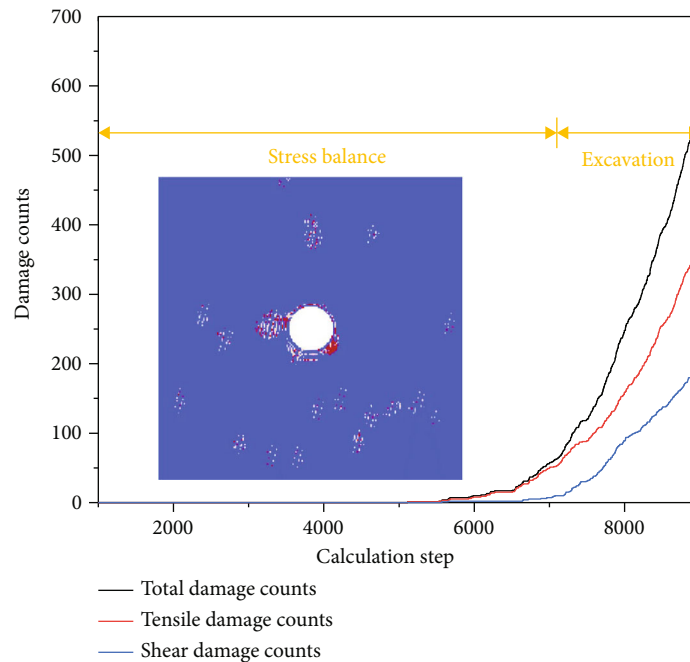 700
600
500
400
300
200
100
0
Damage counts
Stress balance
Excavation
2000
4000
6000
8000
Calculation step
Total damage counts
Tensile damage counts
Shear damage counts